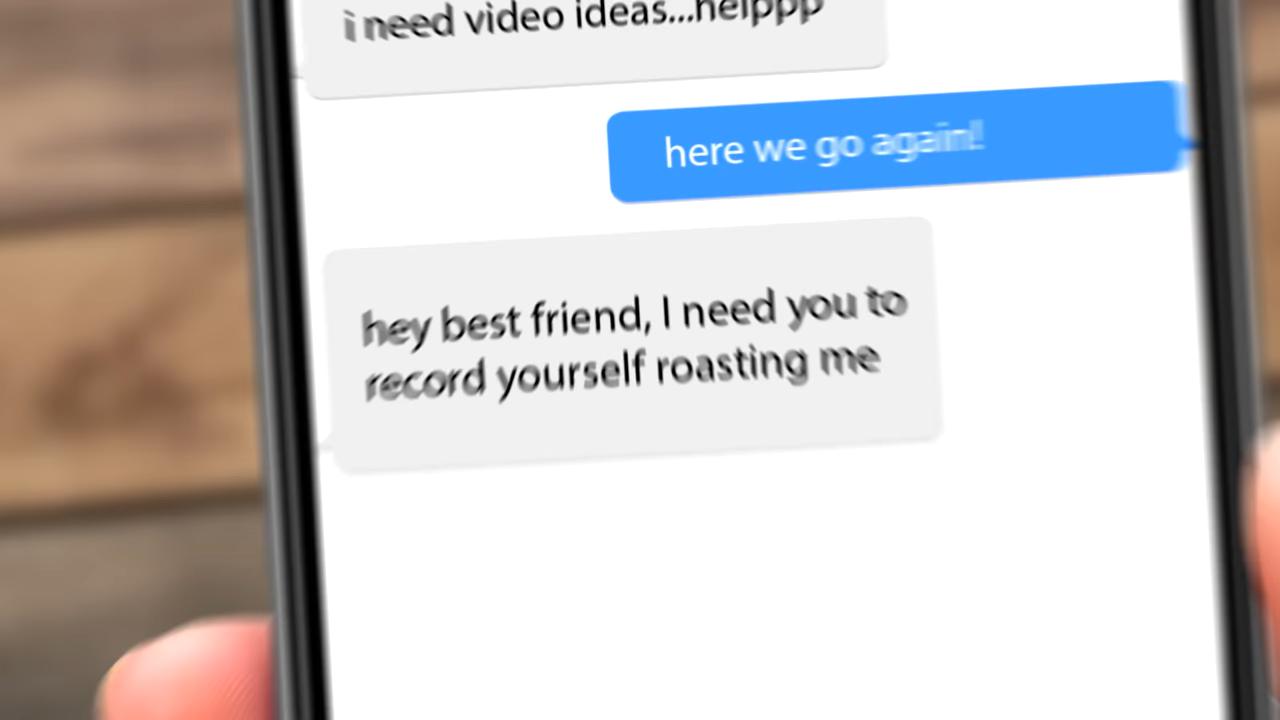 i need video ideas...helppp
here we go again!
hey best friend, I need you to
record yourself roasting me